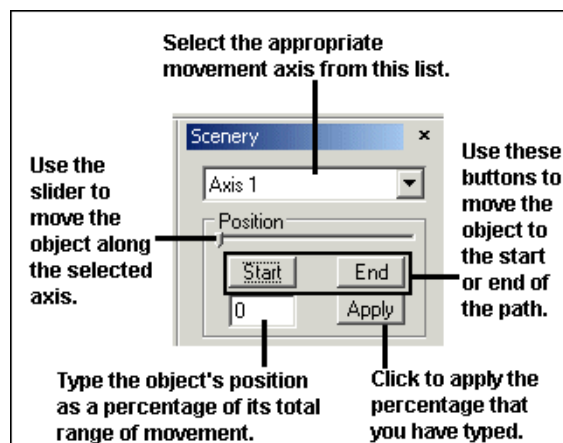 Select the appropriate
movement axis from this list.
Scenery
×
Use the
slider to
move the
object along
the selected
axis.
Axis 1
Position
Start
End
0
Apply
Use these
buttons to
move the
object to
the start
or end of
the path.
Type the object's position
as a percentage of its total
range of movement.
Click to apply the
percentage that
you have typed.